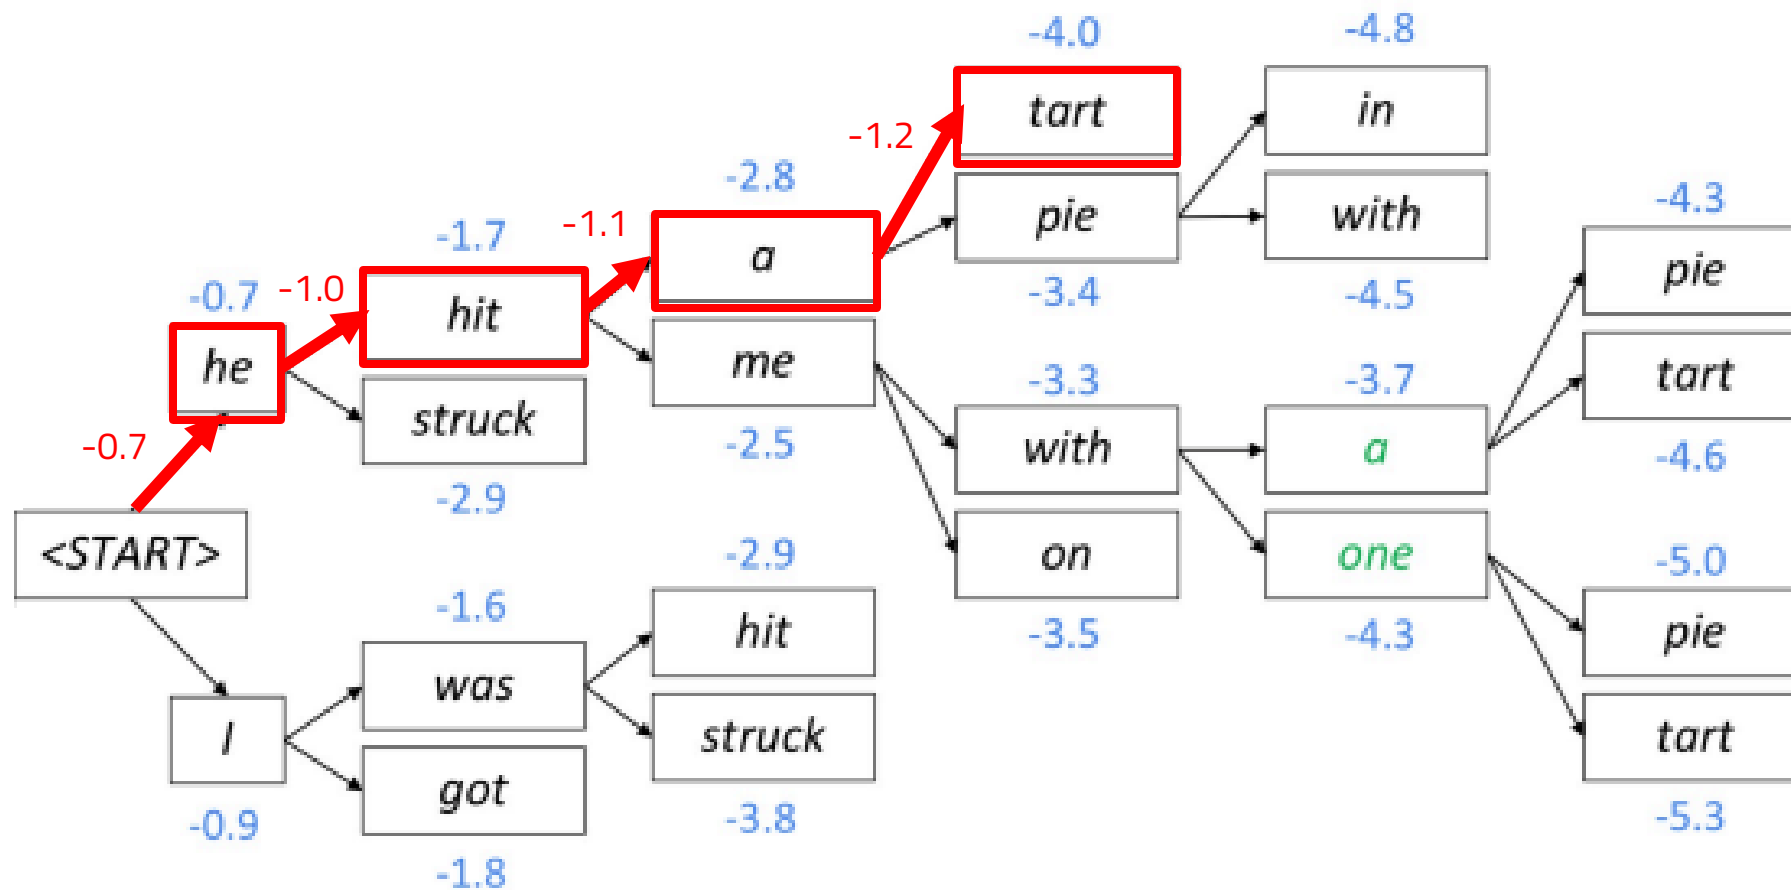 -4.0
-4.8
tart
in
-1.2
-2.8
pie
with
-4.3
-1.7
-1.1
a
pie
-0.7
-1.0
-3.4
-4.5
hit
he
me
-3.3
-3.7
tart
struck
-0.7
-2.5
with
a
-4.6
-2.9
<START>
-2.9
on
one
-5.0
-1.6
hit
-3.5
-4.3
pie
was
I
struck
tart
got
-0.9
-3.8
-5.3
-1.8